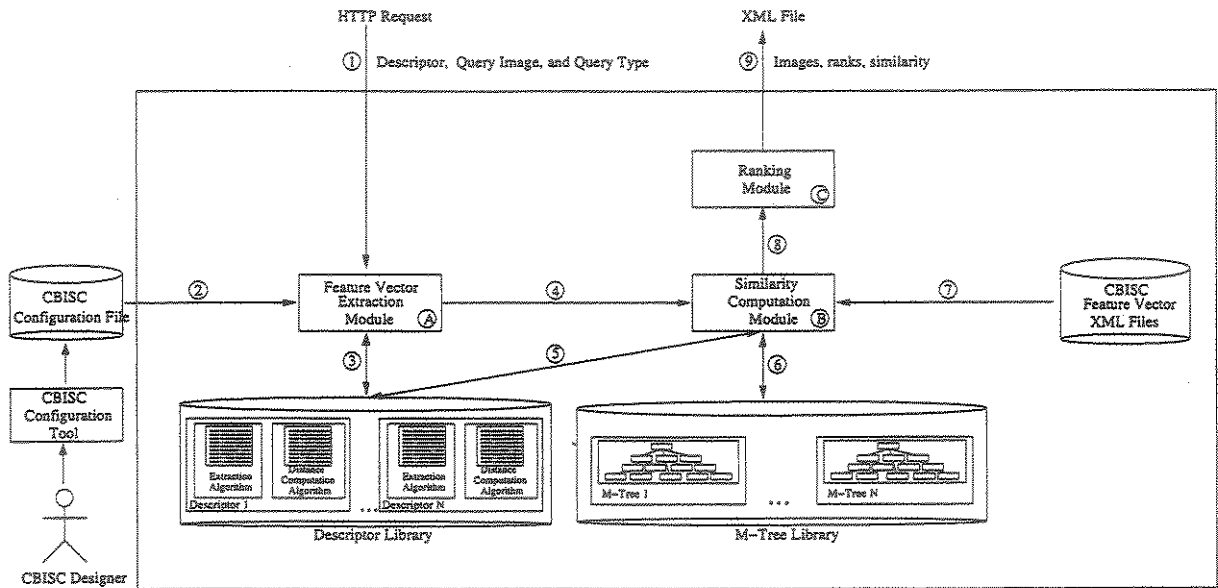 HTTP Request
XML File
① Descriptor, Query Image, and Query Type
⑨ Images, ranks, similarity
Ranking
Module
C
⑧
CBISC
Configuration File
②
Feature Vector
Extraction
Module
A
④
Similarity
Computation
Module
B
⑦
CBISC
Feature Vector
XML Files
③
⑤
⑥
CBISC
Configuration
Tool
Extraction
Algorithm
Distance
Computation
Algorithm
Descriptor 1
...
Extraction
Algorithm
Distance
Computation
Algorithm
Descriptor N
M-Tree 1
...
M-Tree N
Descriptor Library
M-Tree Library
CBISC Designer